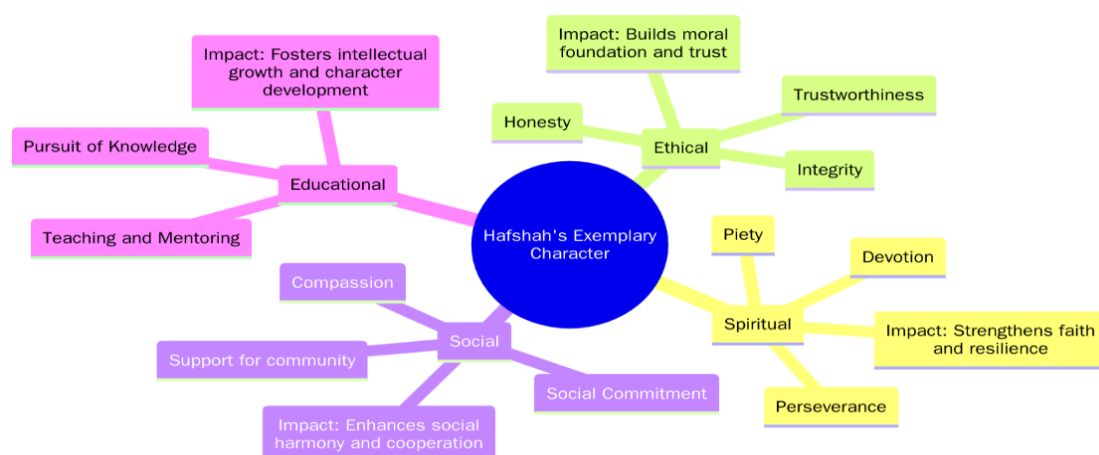 Hafshah's Exemplary
Character
Educational
Impact: Fosters intellectual
growth and character
development
Pursuit of Knowledge
Teaching and Mentoring
Ethical
Impact: Builds moral
foundation and trust
Honesty
Trustworthiness
Integrity
Spiritual
Piety
Devotion
Impact: Strengthens faith
and resilience
Perseverance
Social
Compassion
Support for community
Impact: Enhances social
harmony and cooperation
Social Commitment